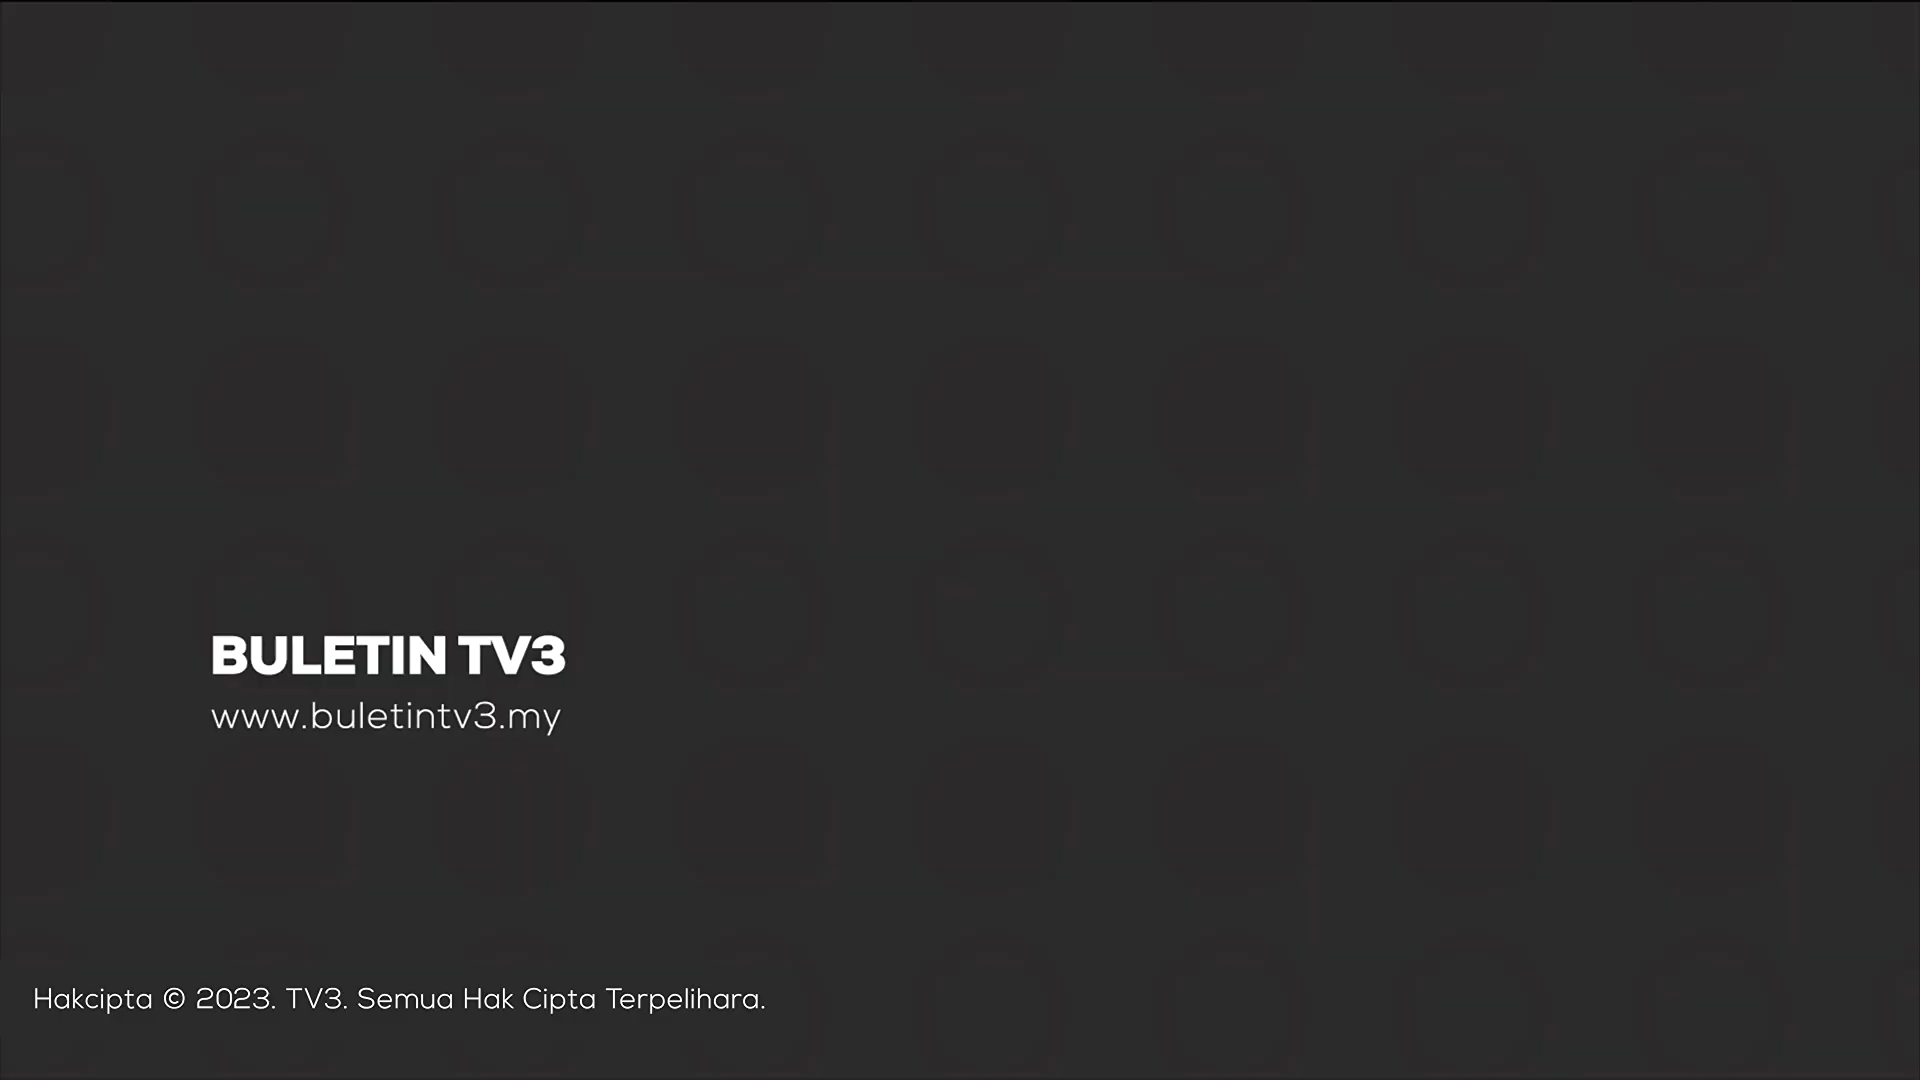 BULETIN TV3
www.buletintv3.my
Hakcipta © 2023. TV3. Semua Hak Cipta Terpelihara.